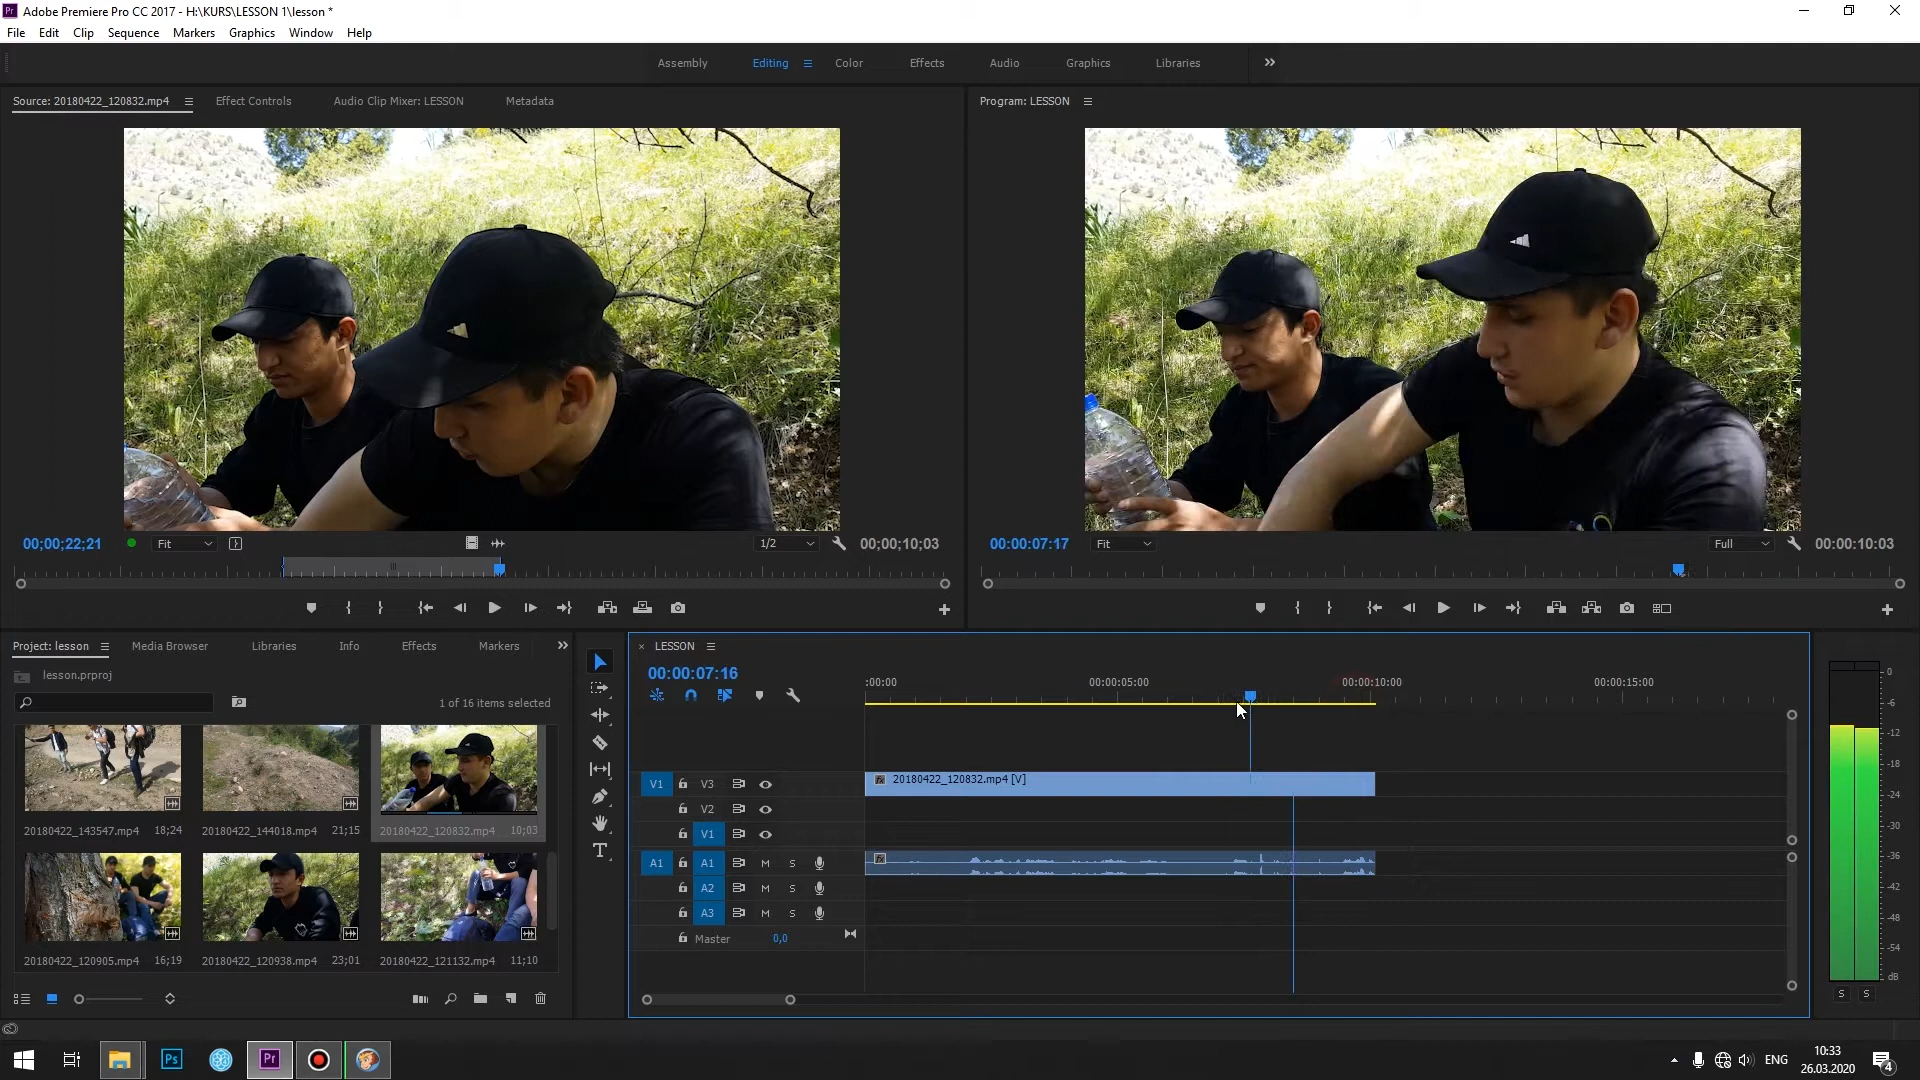 Pr Adobe Premiere Pro CC 2017 - H:\KURS\LESSON 1\lesson *
File Edit Clip Sequence Markers Graphics Window Help
Assembly Editing Color Effects Audio Graphics Libraries
Source: 20180422_120832.mp4 Effect Controls Audio Clip Mixer: LESSON Metadata
Program: LESSON
00;00;22;21 Fit 1/2 00;00;10;03
00:00:07:17 Fit Full 00:00:10:03
Project: lesson Media Browser Libraries Info Effects Markers
lesson.prproj
1 of 16 items selected
20180422_143547.mp4 18;24 20180422_144018.mp4 21;15 20180422_120832.mp4 10;03
20180422_120905.mp4 16;19 20180422_120938.mp4 23;01 20180422_121132.mp4 11;10
LESSON
00:00:07:16
:00:00 00:00:05:00 00:00:10:00 00:00:15:00
V1 V3 fx 20180422_120832.mp4 [V]
V2
V1
A1 A1 M S fx
A2 M S
A3 M S
Master 0,0
0
-6
-12
-18
-24
-30
-36
-42
-48
-54
dB
S S
T
Ps Pr ENG 10:33
26.03.2020
4